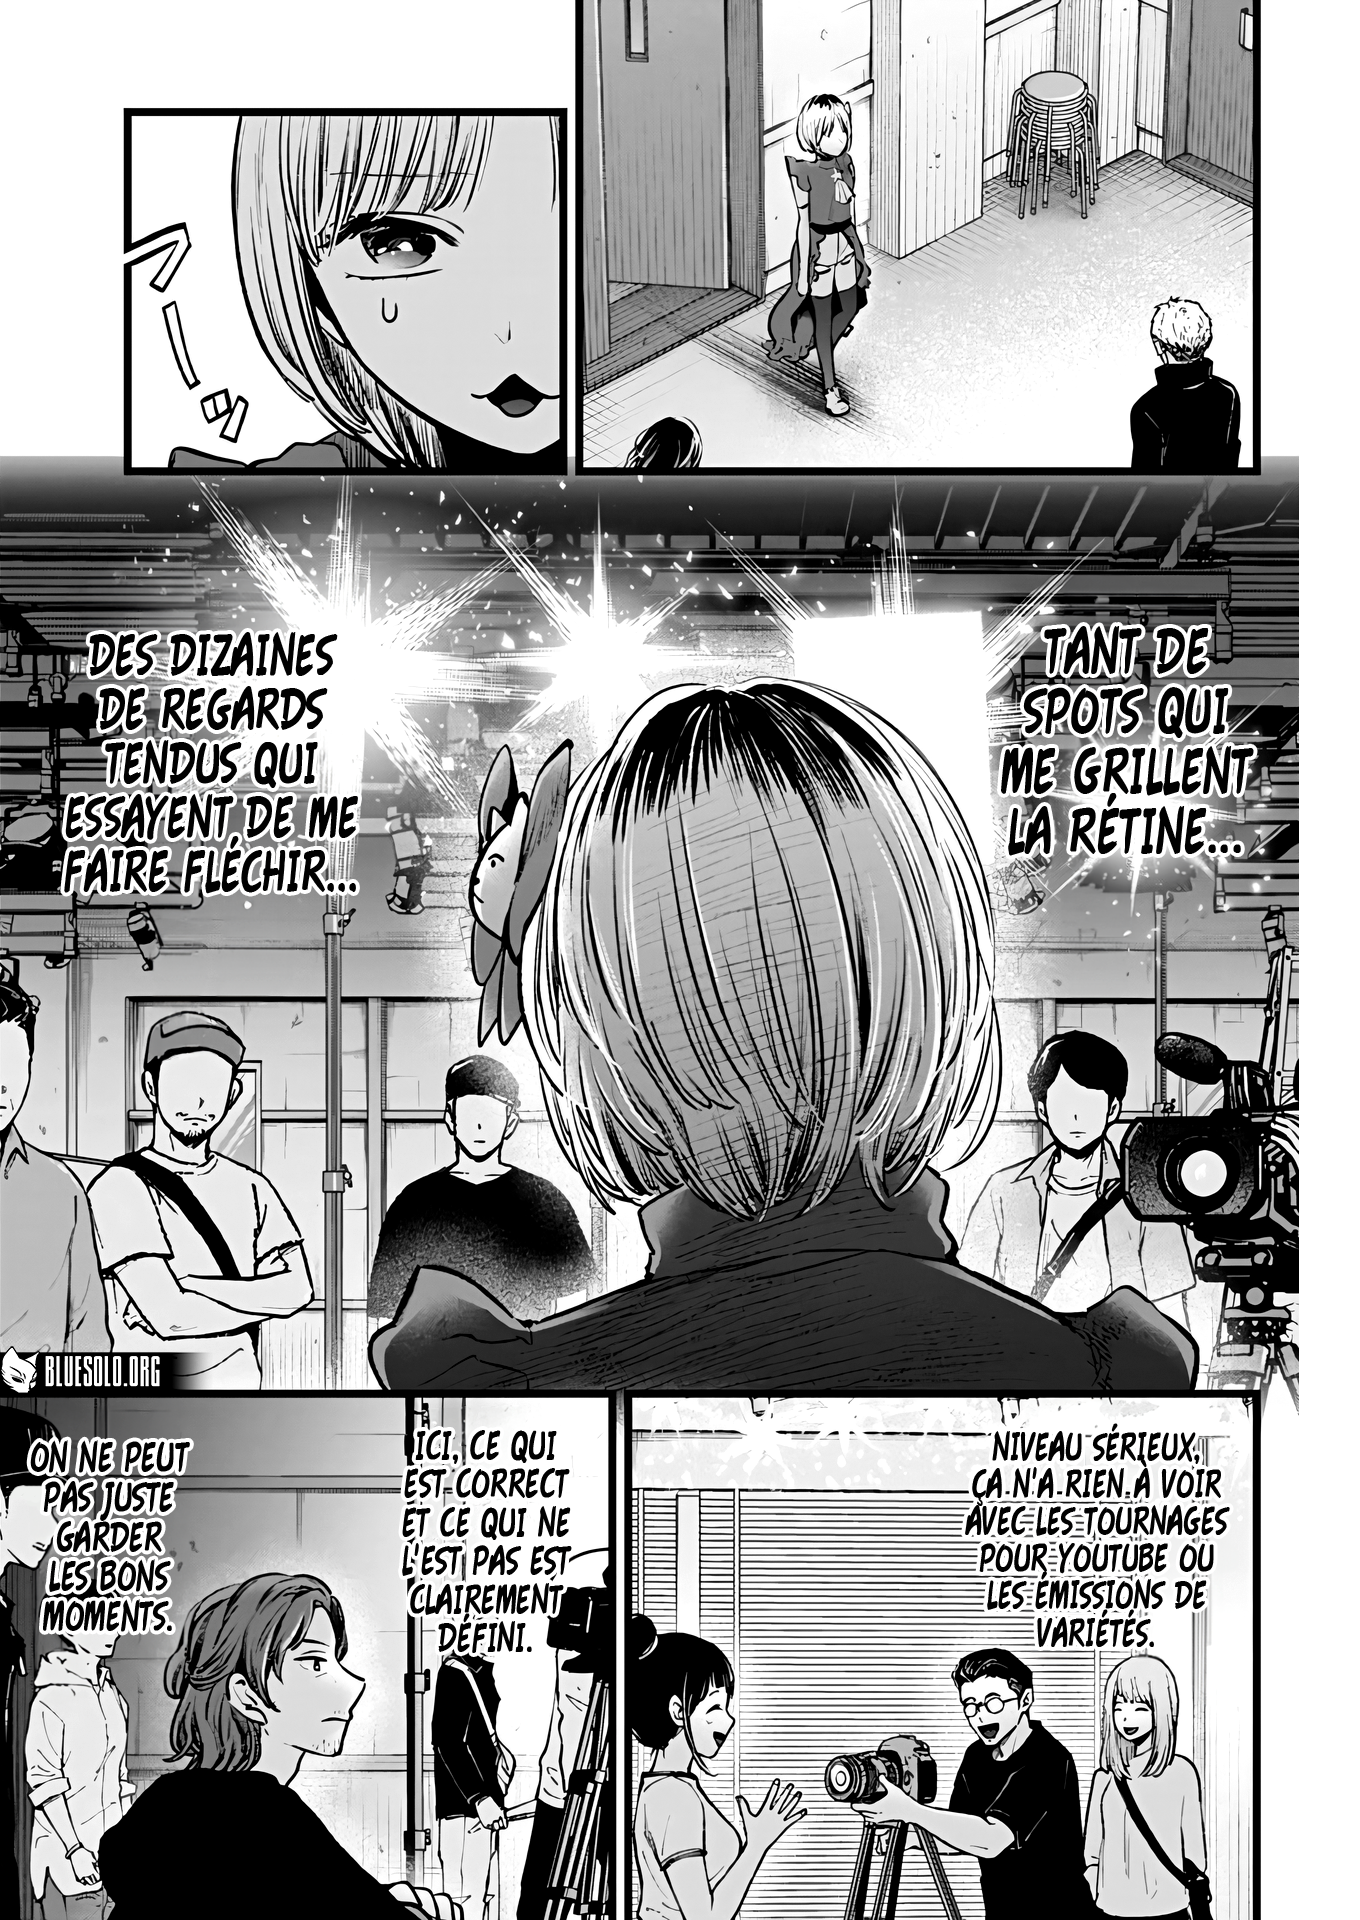 フーッ
TANT DE
SPOTS QUI
ME GRILLENT
LA RÉTINE...
DES DIZAINES
DE REGARDS
TENDUS QUI
ESSAYENT DE ME
FAIRE FLÉCHIR...
BLUESOLO.ORG
NIVEAU SÉRIEUX,
ÇA N'A RIEN À VOIR
AVEC LES TOURNAGES
POUR YOUTUBE OU
LES ÉMISSIONS DE
VARIÉTÉS.
ICI, CE QUI
EST CORRECT
ET CE QUI NE
L'EST PAS EST
CLAIREMENT
DÉFINI.
ON NE PEUT
PAS JUSTE
GARDER
LES BONS
MOMENTS.